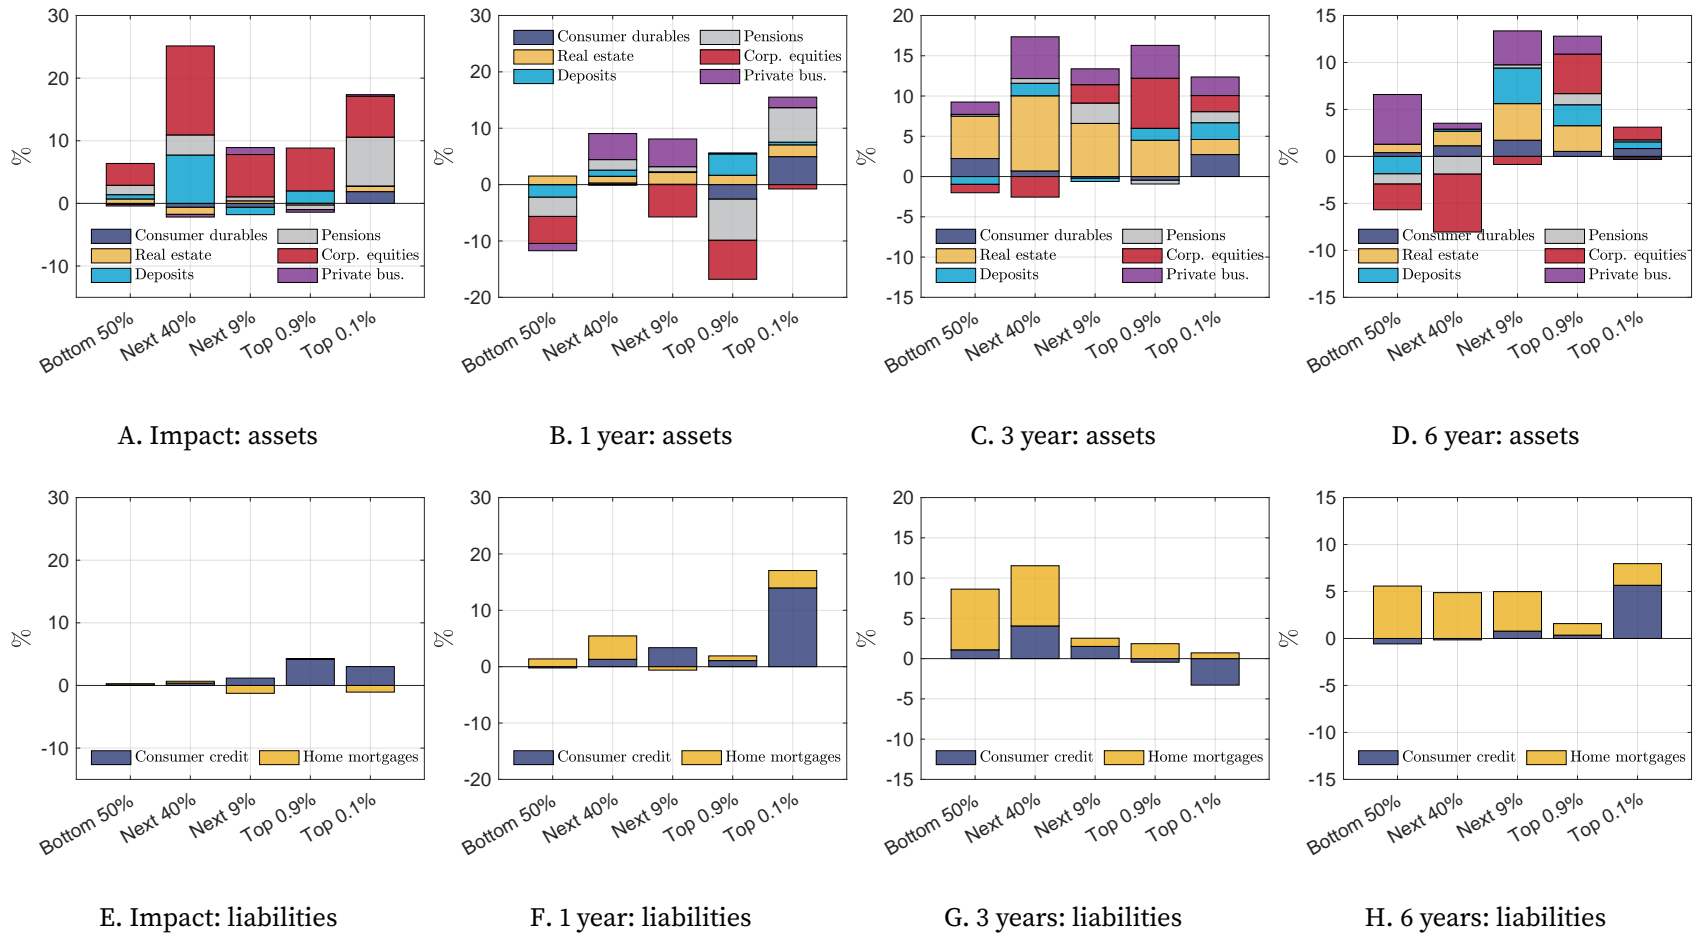 30
20
10
0
-10
%
Consumer durables
Real estate
Deposits
Pensions
Corp. equities
Private bus.
Bottom 50%
Next 40%
Next 9%
Top 0.9%
Top 0.1%
A. Impact: assets
30
20
10
0
-10
-20
%
Consumer durables
Real estate
Deposits
Pensions
Corp. equities
Private bus.
Bottom 50%
Next 40%
Next 9%
Top 0.9%
Top 0.1%
B. 1 year: assets
20
15
10
5
0
-5
-10
-15
%
Consumer durables
Real estate
Deposits
Pensions
Corp. equities
Private bus.
Bottom 50%
Next 40%
Next 9%
Top 0.9%
Top 0.1%
C. 3 year: assets
15
10
5
0
-5
-10
-15
%
Consumer durables
Real estate
Deposits
Pensions
Corp. equities
Private bus.
Bottom 50%
Next 40%
Next 9%
Top 0.9%
Top 0.1%
D. 6 year: assets
30
20
10
0
-10
%
Consumer credit
Home mortgages
Bottom 50%
Next 40%
Next 9%
Top 0.9%
Top 0.1%
E. Impact: liabilities
30
20
10
0
-10
-20
%
Consumer credit
Home mortgages
Bottom 50%
Next 40%
Next 9%
Top 0.9%
Top 0.1%
F. 1 year: liabilities
20
15
10
5
0
-5
-10
-15
%
Consumer credit
Home mortgages
Bottom 50%
Next 40%
Next 9%
Top 0.9%
Top 0.1%
G. 3 years: liabilities
15
10
5
0
-5
-10
-15
%
Consumer credit
Home mortgages
Bottom 50%
Next 40%
Next 9%
Top 0.9%
Top 0.1%
H. 6 years: liabilities